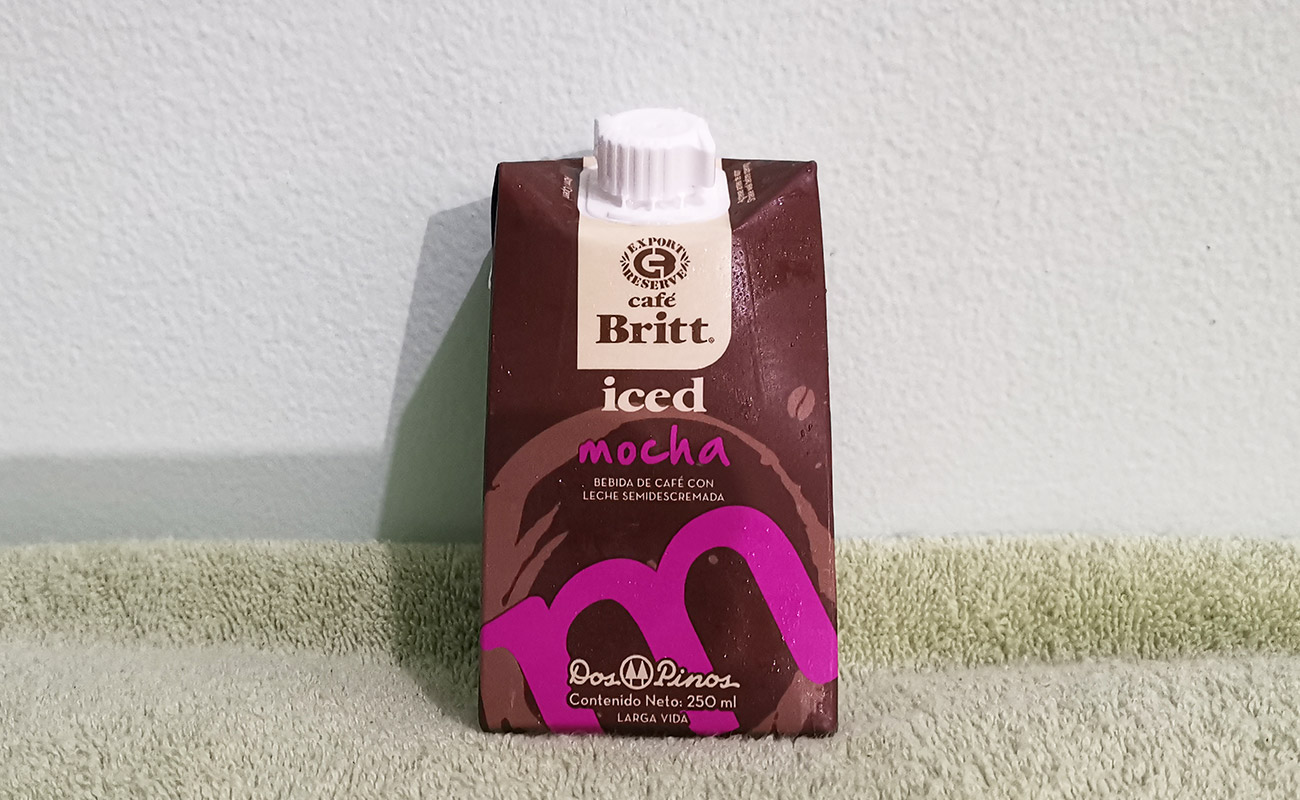 EXPORT
RESERVE
café
Britt®
iced
mocha
BEBIDA DE CAFÉ CON
LECHE SEMIDESCREMADA
Dos Pinos
Contenido Neto: 250 ml
LARGA VIDA